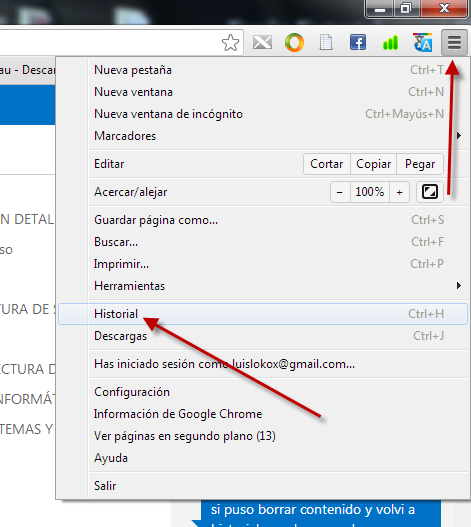 au - Descar
Nueva pestaña Ctrl+T
Nueva ventana Ctrl+N
Nueva ventana de incógnito Ctrl+Mayús+N
Marcadores
Editar Cortar Copiar Pegar
Acercar/alejar − 100% +
Guardar página como... Ctrl+S
N DETAL
Buscar... Ctrl+F
so
Imprimir... Ctrl+P
Herramientas
TURA DE S
Historial Ctrl+H
Descargas Ctrl+J
Has iniciado sesión como luislokox@gmail.com...
ECTURA D
Configuración
NFORMÁT
Información de Google Chrome
TEMAS Y
Ver páginas en segundo plano (13)
Ayuda
Salir
si puso borrar contenido y volvi a